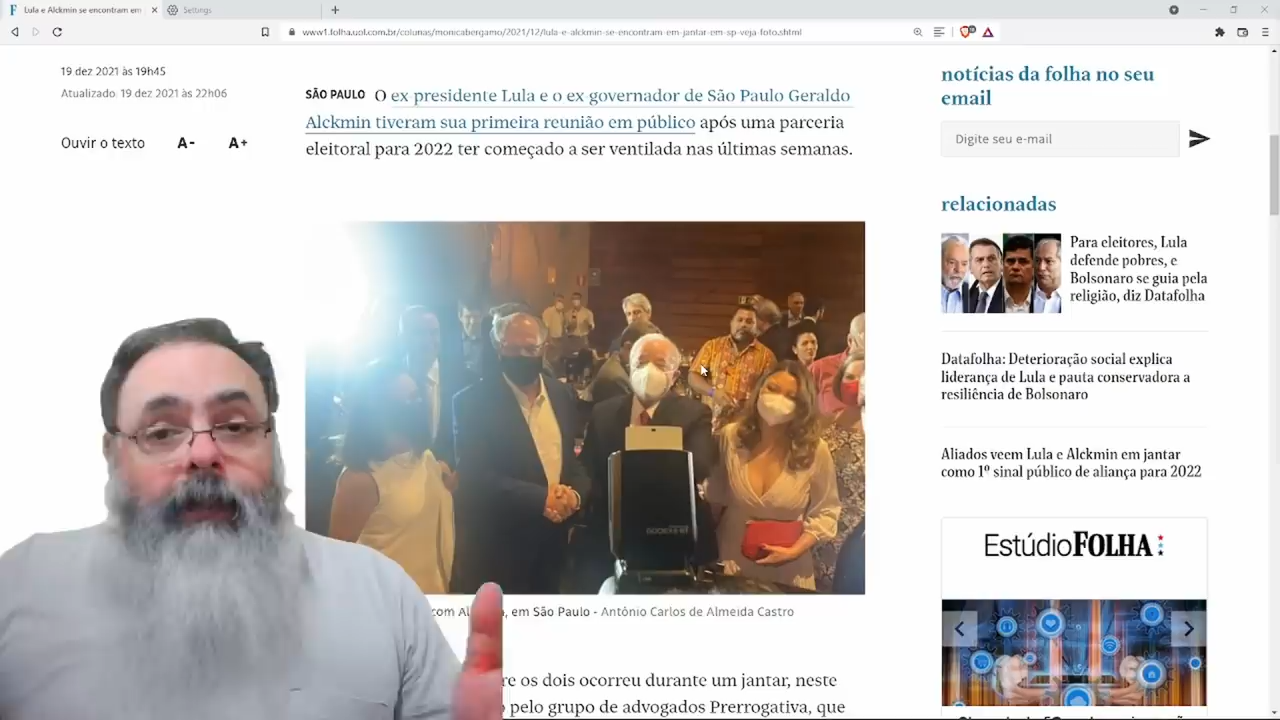 Lula e Alckmin se encontram em
Settings
www1.folha.uol.com.br/colunas/monicabergamo/2021/12/lula-e-alckmin-se-encontram-em-jantar-em-sp-veja-foto.shtml
19 dez 2021 às 19h45
Atualizado: 19 dez 2021 às 22h06
Ouvir o texto A- A+
SÃO PAULO O ex presidente Lula e o ex governador de São Paulo Geraldo
Alckmin tiveram sua primeira reunião em público após uma parceria
eleitoral para 2022 ter começado a ser ventilada nas últimas semanas.
com Al , em São Paulo - Antônio Carlos de Almeida Castro
re os dois ocorreu durante um jantar, neste
pelo grupo de advogados Prerrogativa, que
notícias da folha no seu
email
Digite seu e-mail
relacionadas
Para eleitores, Lula
defende pobres, e
Bolsonaro se guia pela
religião, diz Datafolha
Datafolha: Deterioração social explica
liderança de Lula e pauta conservadora a
resiliência de Bolsonaro
Aliados veem Lula e Alckmin em jantar
como 1º sinal público de aliança para 2022
Estúdio FOLHA